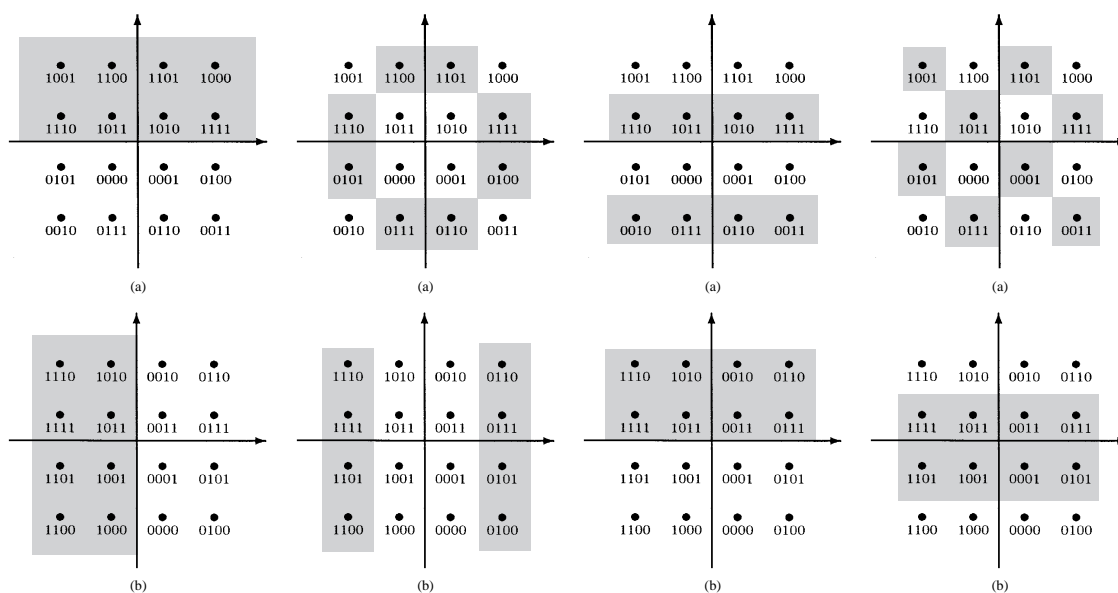 1001 1100 1101 1000 1001 1100 1101 1000 1001 1100 1101 1000 1001 1100 1101 1000
1110 1011 1010 1111 1110 1011 1010 1111 1110 1011 1010 1111 1110 1011 1010 1111
0101 0000 0001 0100 0101 0000 0001 0100 0101 0000 0001 0100 0101 0000 0001 0100
0010 0111 0110 0011 0010 0111 0110 0011 0010 0111 0110 0011 0010 0111 0110 0011
(a) (a) (a) (a)
1110 1010 0010 0110 1110 1010 0010 0110 1110 1010 0010 0110 1110 1010 0010 0110
1111 1011 0011 0111 1111 1011 0011 0111 1111 1011 0011 0111 1111 1011 0011 0111
1101 1001 0001 0101 1101 1001 0001 0101 1101 1001 0001 0101 1101 1001 0001 0101
1100 1000 0000 0100 1100 1000 0000 0100 1100 1000 0000 0100 1100 1000 0000 0100
(b) (b) (b) (b)